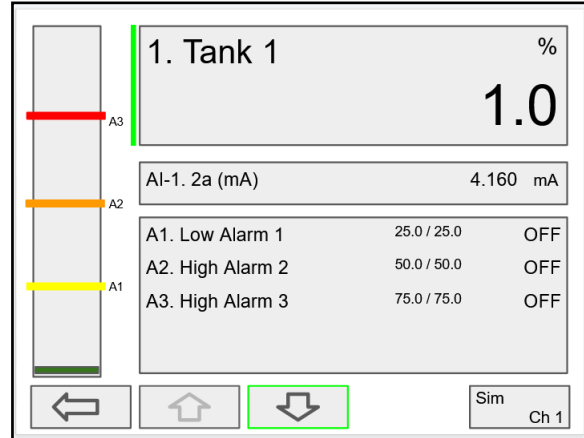 1. Tank 1 %
1.0
A3
AI-1. 2a (mA) 4.160 mA
A2
A1. Low Alarm 1 25.0 / 25.0 OFF
A2. High Alarm 2 50.0 / 50.0 OFF
A1
A3. High Alarm 3 75.0 / 75.0 OFF
Sim
Ch 1